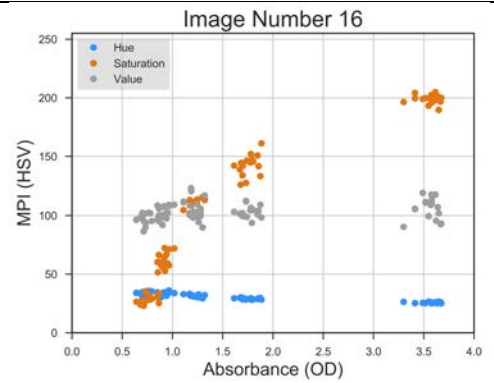 Image Number 16
250
200
150
100
50
0
MPI (HSV)
Hue
Saturation
Value
0.0 0.5 1.0 1.5 2.0 2.5 3.0 3.5 4.0
Absorbance (OD)